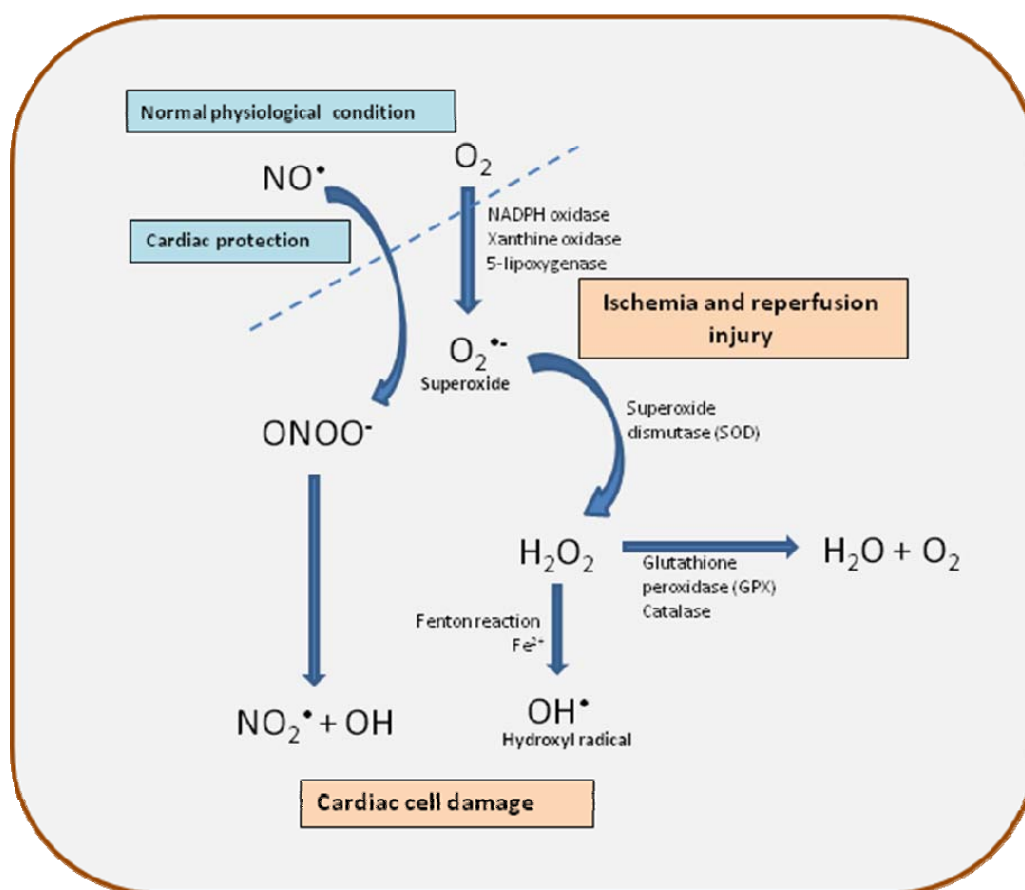 Normal physiological condition
NO•
O₂
Cardiac protection
NADPH oxidase
Xanthine oxidase
5-lipoxygenase
Ischemia and reperfusion
injury
O₂•-
Superoxide
Superoxide
dismutase (SOD)
ONOO⁻
H₂O₂
H₂O + O₂
Glutathione
peroxidase (GPX)
Catalase
Fenton reaction
Fe²⁺
NO₂• + OH
OH•
Hydroxyl radical
Cardiac cell damage